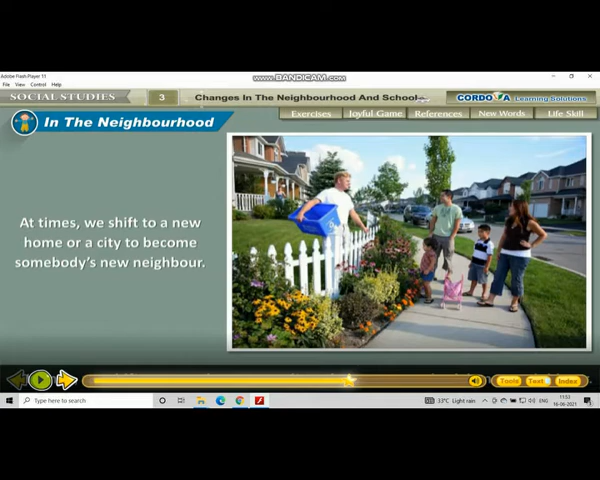 www.BANDICAM.com
Adobe Flash Player 11
File View Control Help
SOCIAL STUDIES 3 Changes In The Neighbourhood And School CORDOVA Learning Solutions
In The Neighbourhood Exercises Joyful Game References New Words Life Skill
At times, we shift to a new
home or a city to become
somebody's new neighbour.
Tools Text Index
Type here to search 33°C Light rain ENG 11:53
16-06-2021